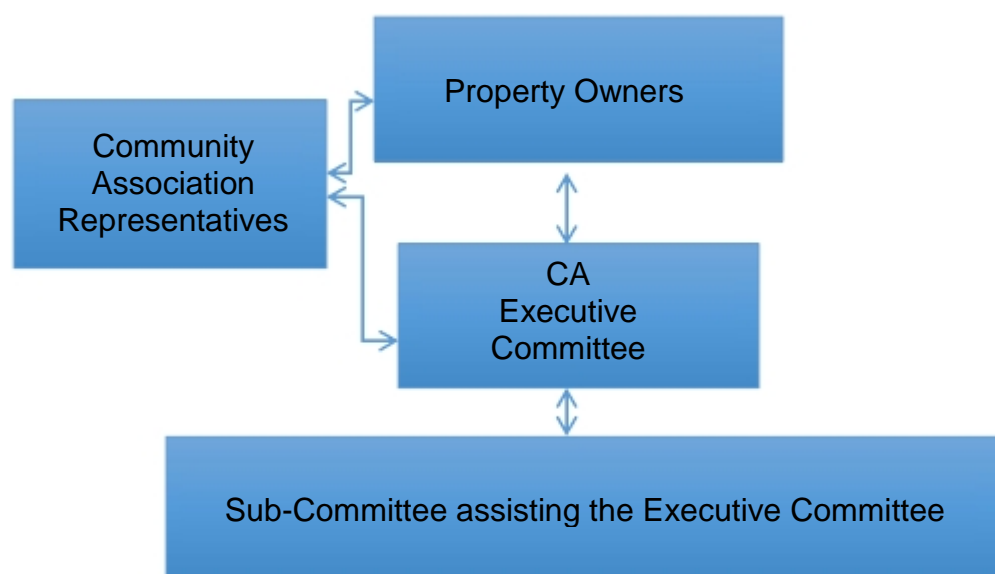 Property Owners
Community
Association
Representatives
CA
Executive
Committee
Sub-Committee assisting the Executive Committee